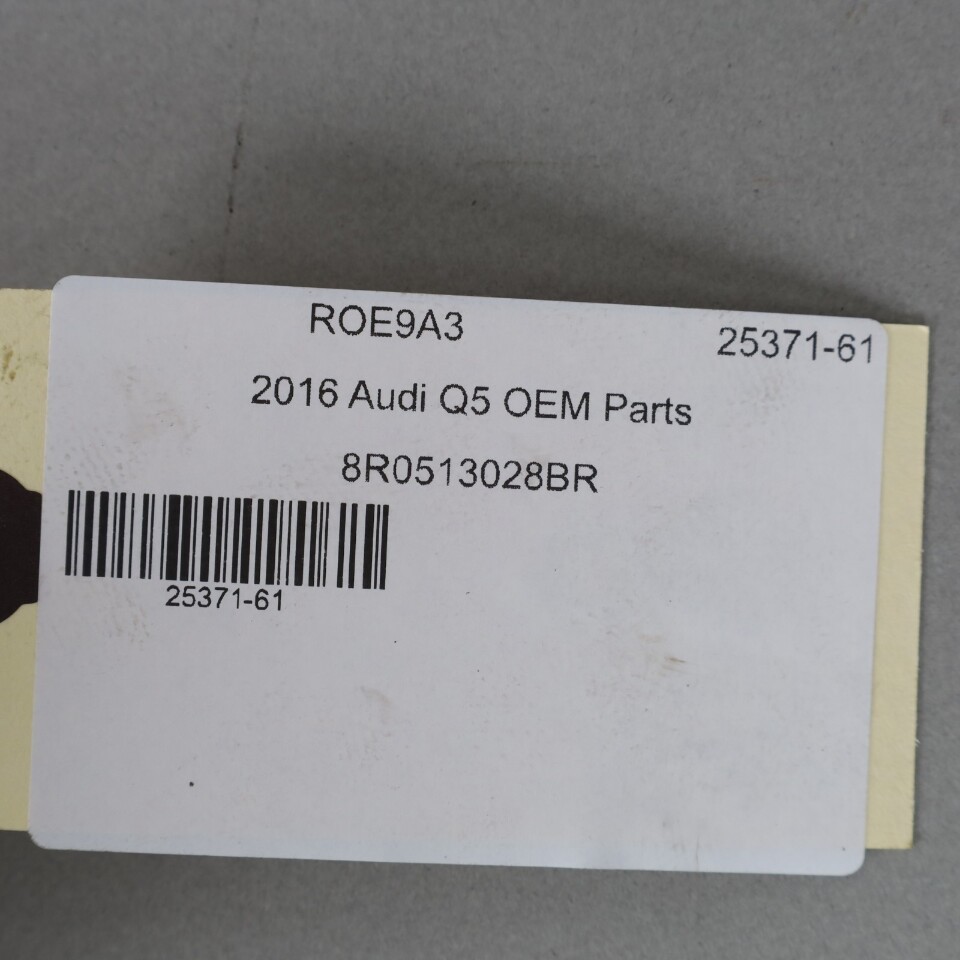 ROE9A3
25371-61
2016 Audi Q5 OEM Parts
8R0513028BR
25371-61